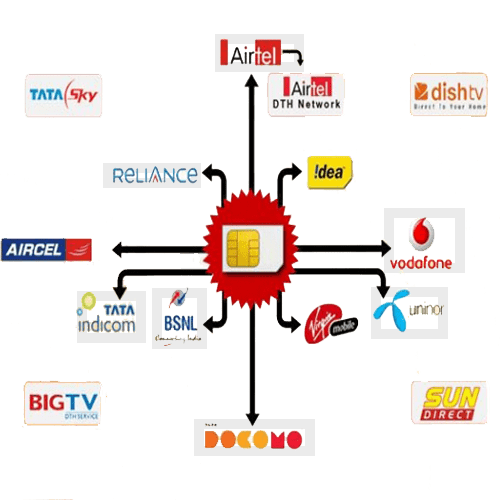 Airtel
Airtel
DTH Network
TATA Sky
dishtv
Direct To Your Home
RELIANCE
!dea
AIRCEL
vodafone
TATA
indicom
BSNL
Connecting India
Virgin
mobile
uninor
BIGTV
DTH SERVICE
SUN
DIRECT
TATA
DOCOMO